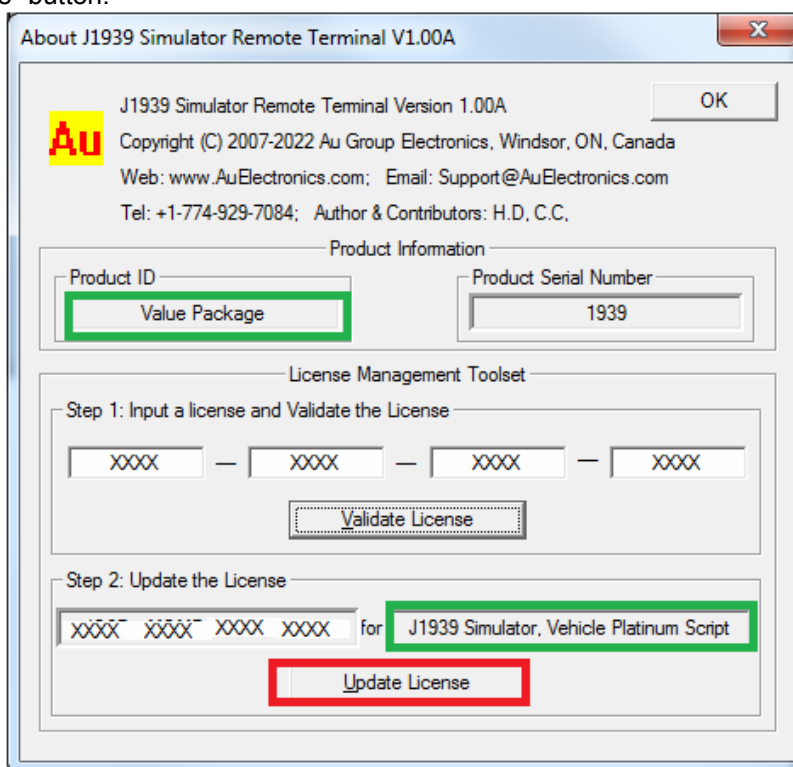 button.
About J1939 Simulator Remote Terminal V1.00A
x
J1939 Simulator Remote Terminal Version 1.00A
OK
Au
Copyright (C) 2007-2022 Au Group Electronics, Windsor, ON, Canada
Web: www.AuElectronics.com; Email: Support@AuElectronics.com
Tel: +1-774-929-7084; Author & Contributors: H.D, C.C,
Product Information
Product ID
Product Serial Number
Value Package
1939
License Management Toolset
Step 1: Input a license and Validate the License
XXXX — XXXX — XXXX — XXXX
Validate License
Step 2: Update the License
XXXX XXXX XXXX XXXX for J1939 Simulator, Vehicle Platinum Script
Update License